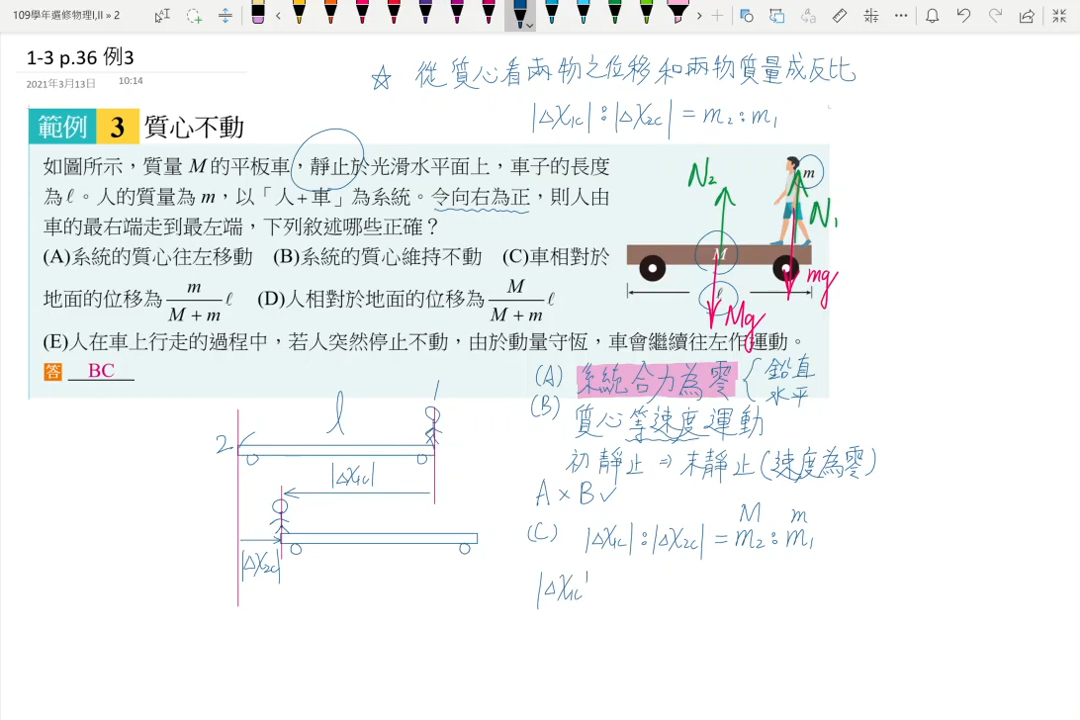 109學年選修物理I,II » 2
1-3 p.36 例3
2021年3月13日 10:14
☆ 從質心看兩物之位移和兩物質量成反比
|△X1C|:|△X2C| = m2:m1
範例 3 質心不動
如圖所示，質量 M 的平板車，靜止於光滑水平面上，車子的長度
為 ℓ。人的質量為 m，以「人+車」為系統。令向右為正，則人由
車的最右端走到最左端，下列敘述哪些正確？
(A)系統的質心往左移動 (B)系統的質心維持不動 (C)車相對於
地面的位移為 m/(M+m) ℓ (D)人相對於地面的位移為 M/(M+m) ℓ
(E)人在車上行走的過程中，若人突然停止不動，由於動量守恆，車會繼續往左作運動。
答 BC
m
N2
N1
M
mg
ℓ
Mg
(A) 系統合力為零 { 鉛直
水平
(B) 質心等速度運動
初靜止 ⇒ 末靜止 (速度為零)
A × B ✓
M m
(C) |△X1C|:|△X2C| = m2:m1
|△X1C
1
ℓ
2
|△X1C|
|△X2C|